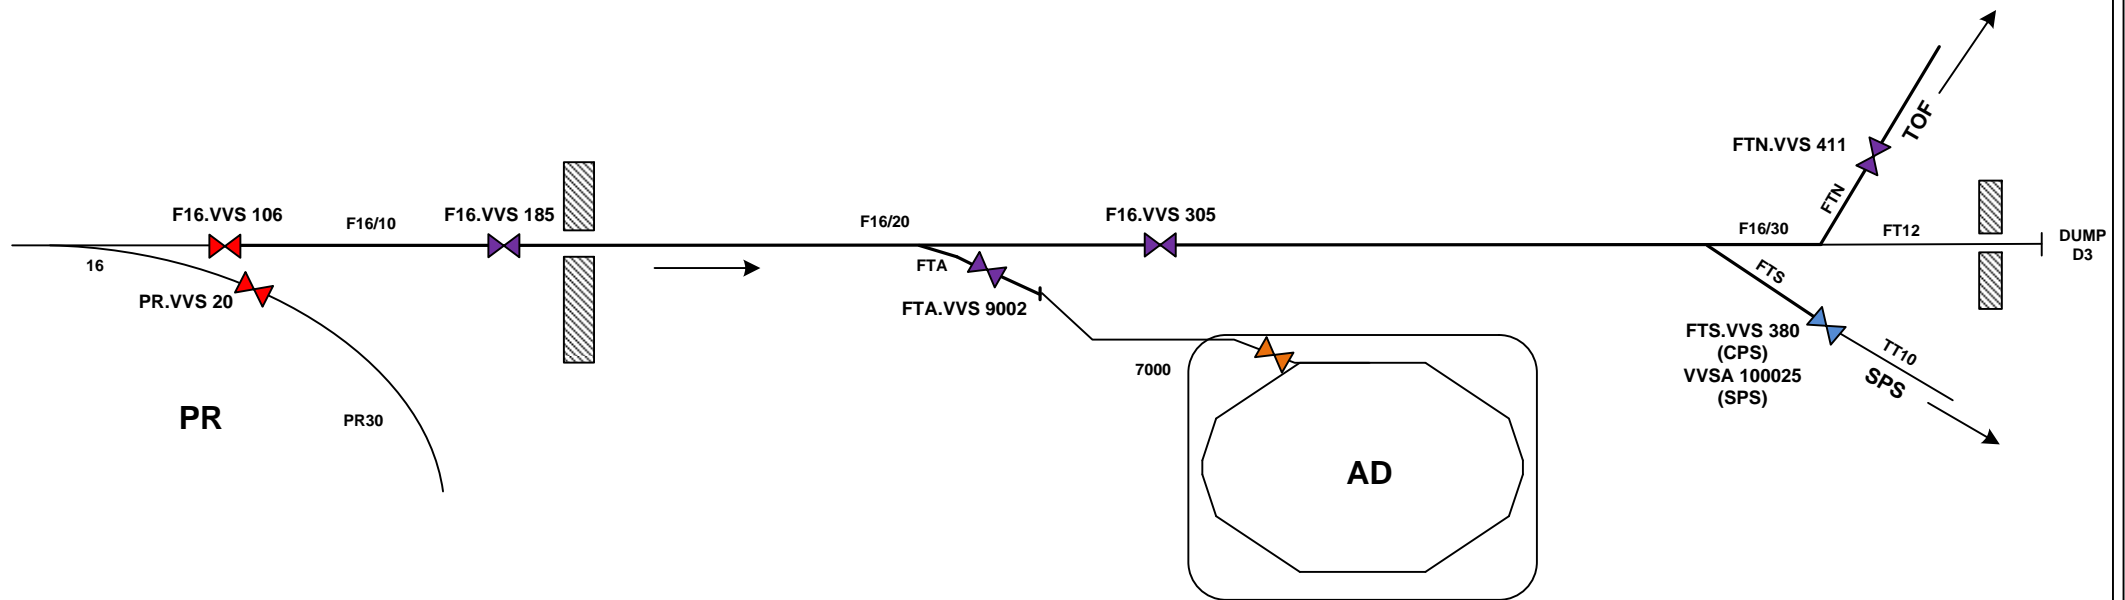 TOF
FTN.VVS 411
FTN
F16.VVS 106
F16/10
F16.VVS 185
F16/20
F16.VVS 305
F16/30
FT12
DUMP
D3
16
PR.VVS 20
FTA
FTA.VVS 9002
FTS
FTS.VVS 380
(CPS)
VVSA 100025
(SPS)
TT10
SPS
7000
PR
PR30
AD